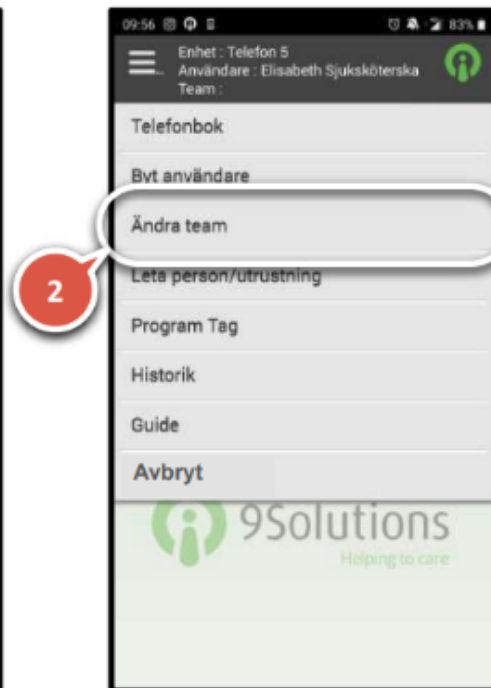 09:56 83%
Enhet : Telefon 5
Användare : Elisabeth Sjuksköterska
Team :
Telefonbok
Byt användare
Ändra team
2
Leta person/utrustning
Program Tag
Historik
Guide
Avbryt
9Solutions
Helping to care